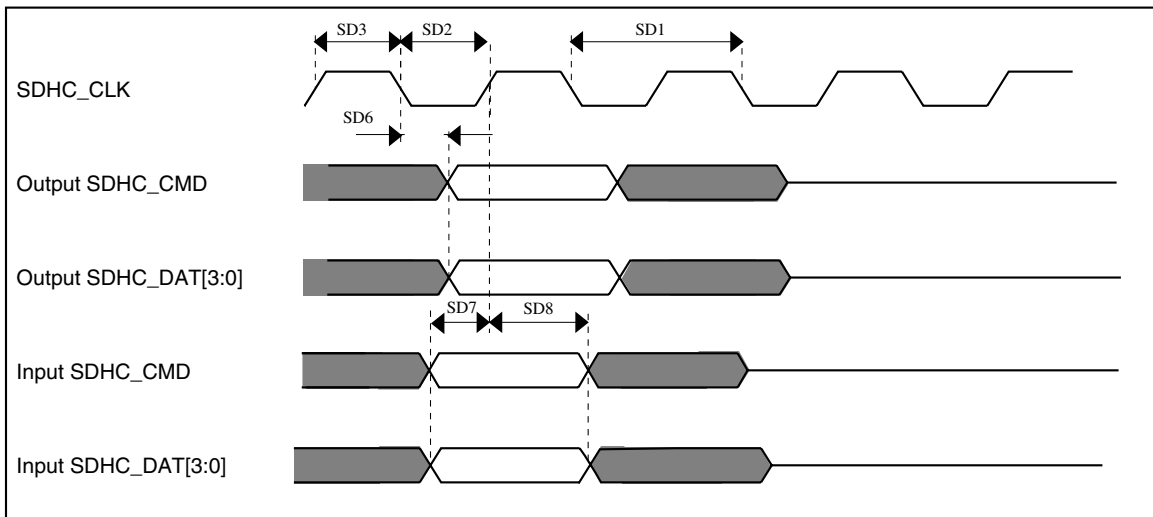 SD3 SD2 SD1
SDHC_CLK
SD6
Output SDHC_CMD
Output SDHC_DAT[3:0]
SD7 SD8
Input SDHC_CMD
Input SDHC_DAT[3:0]